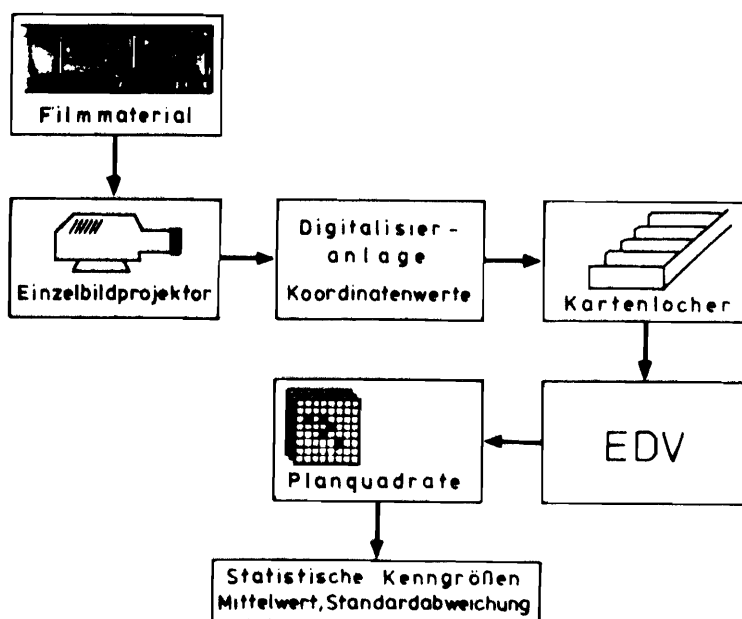 Filmmaterial
Einzelbildprojektor
Digitalisier-
anlage
Koordinatenwerte
Kartenlocher
EDV
Planquadrate
Statistische Kenngrößen
Mittelwert, Standardabweichung